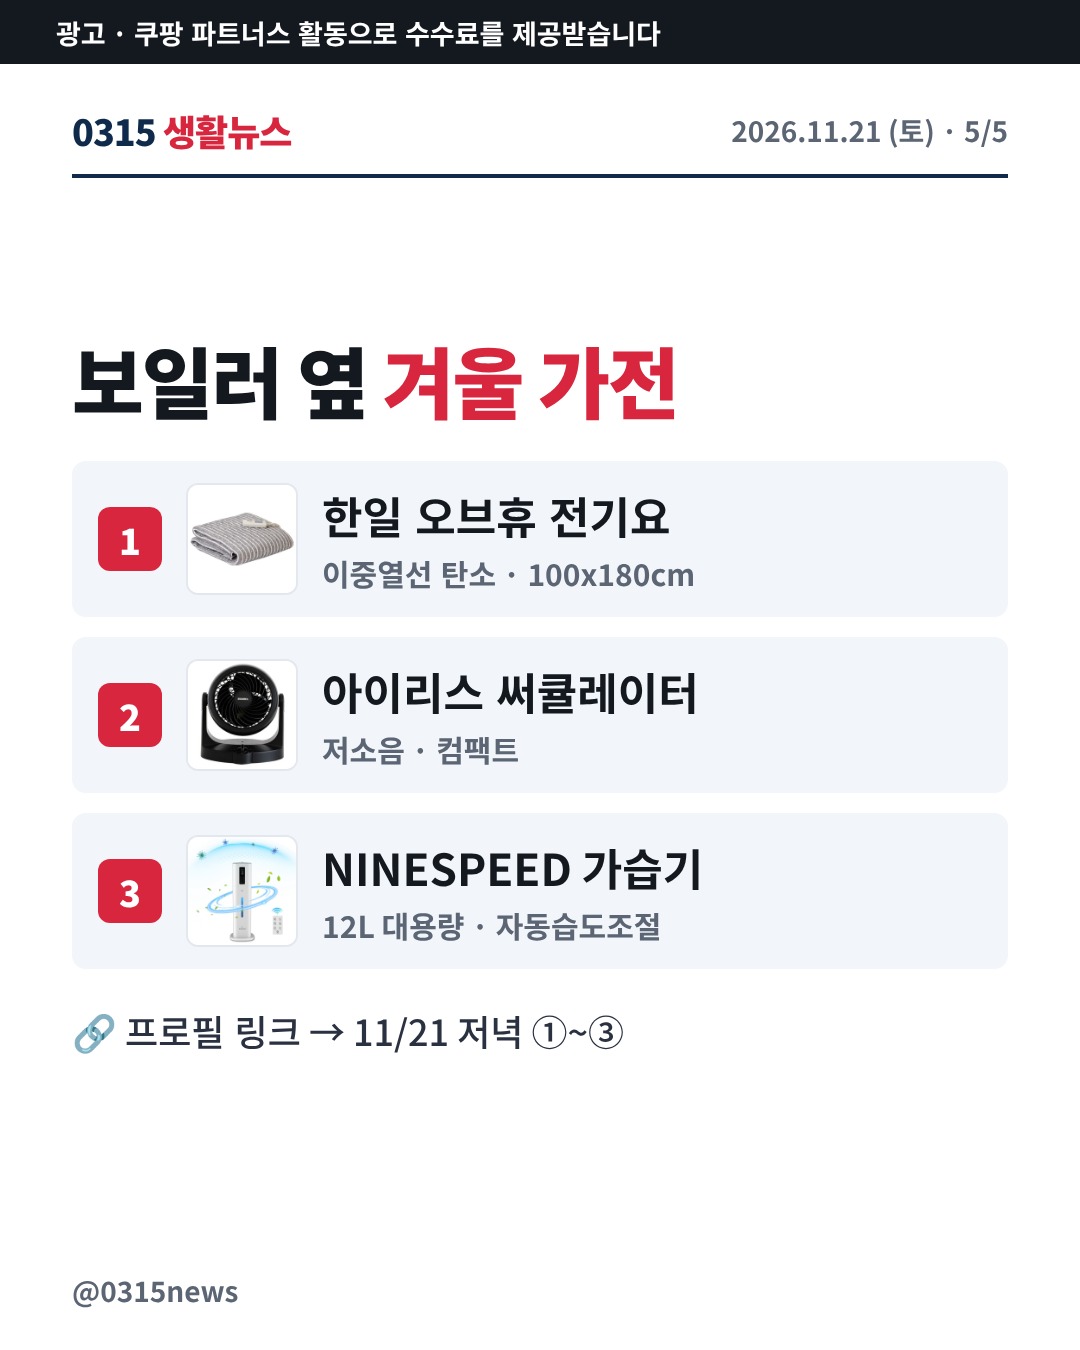 광고 · 쿠팡 파트너스 활동으로 수수료를 제공받습니다
0315 생활뉴스
2026.11.21 (토) · 5/5
보일러 옆 겨울 가전
1
한일 오브휴 전기요
이중열선 탄소 · 100x180cm
2
아이리스 써큘레이터
저소음 · 컴팩트
3
NINESPEED 가습기
12L 대용량 · 자동습도조절
🔗 프로필 링크 → 11/21 저녁 ①~③
@0315news